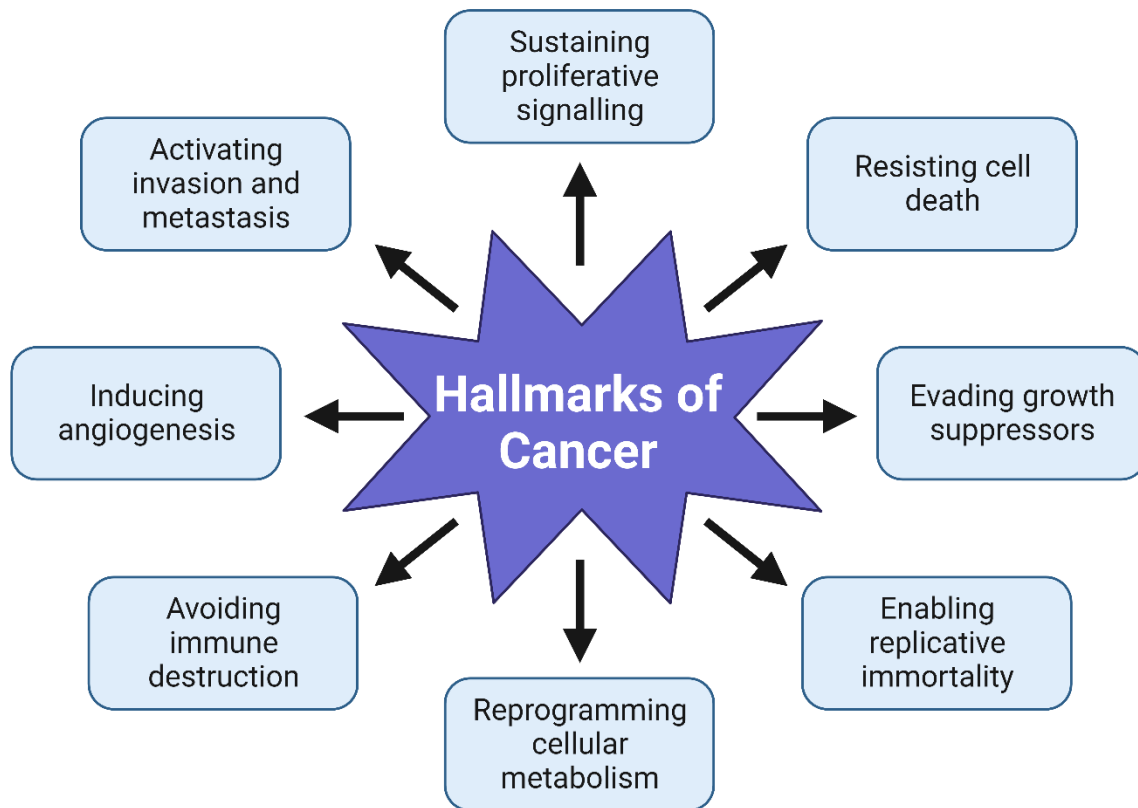 Sustaining
proliferative
signalling
Activating
invasion and
metastasis
Resisting cell
death
Inducing
angiogenesis
Hallmarks of
Cancer
Evading growth
suppressors
Avoiding
immune
destruction
Enabling
replicative
immortality
Reprogramming
cellular
metabolism